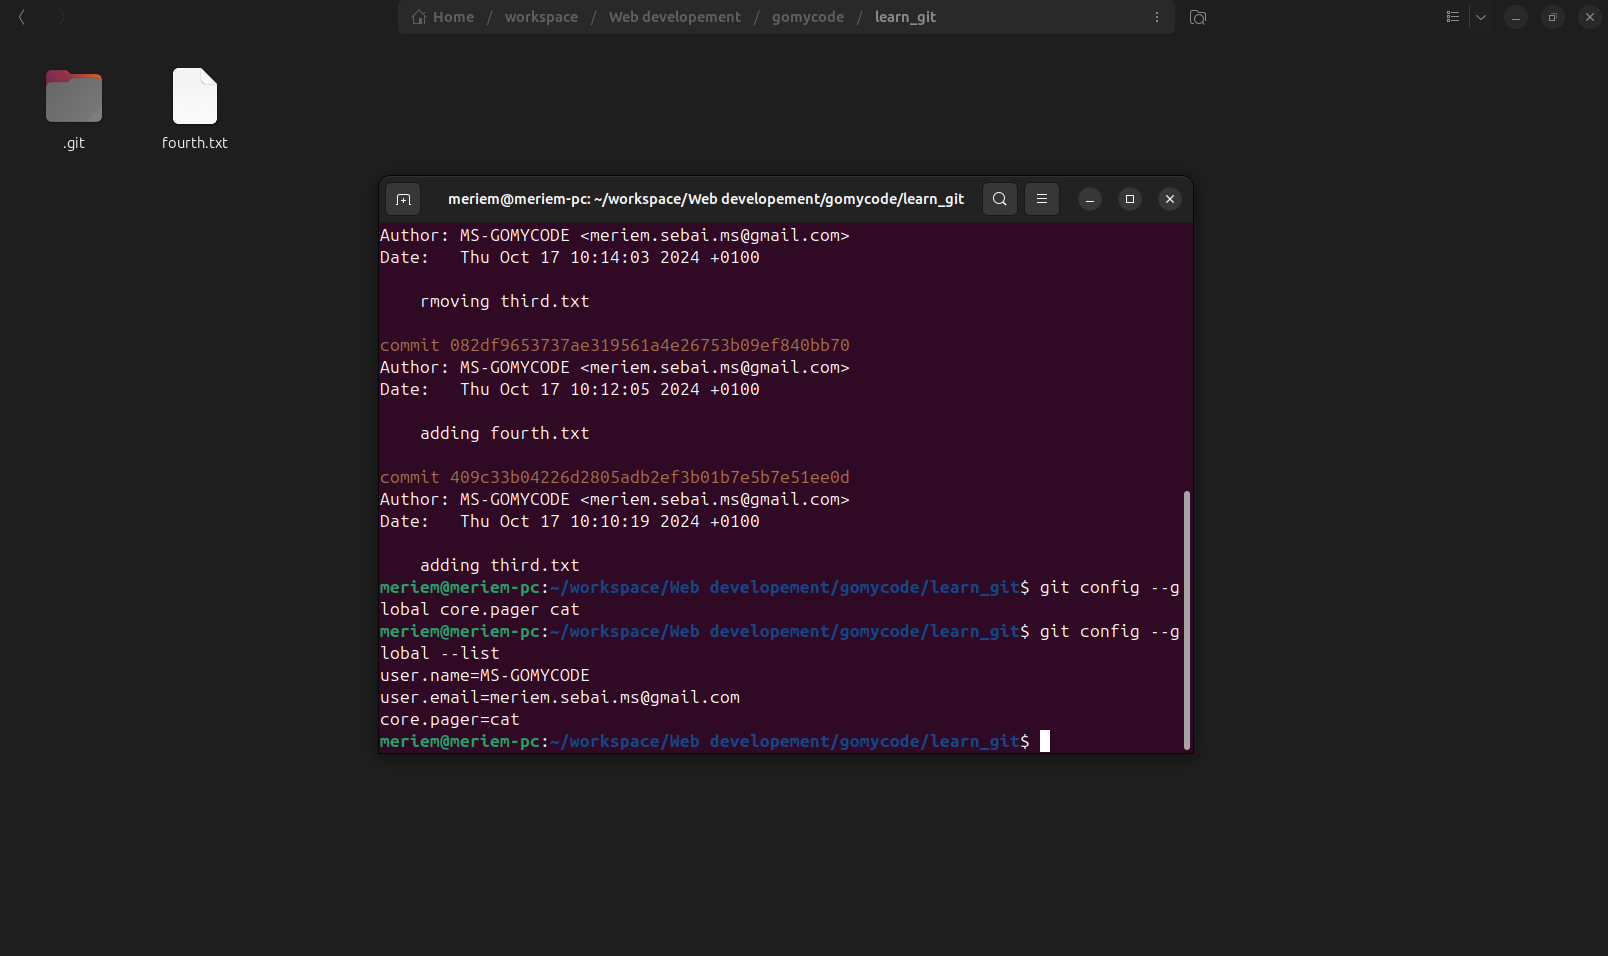 Home / workspace / Web developement / gomycode / learn_git
.git
fourth.txt
meriem@meriem-pc: ~/workspace/Web developement/gomycode/learn_git
Author: MS-GOMYCODE <meriem.sebai.ms@gmail.com>
Date:   Thu Oct 17 10:14:03 2024 +0100
    rmoving third.txt
commit 082df9653737ae319561a4e26753b09ef840bb70
Author: MS-GOMYCODE <meriem.sebai.ms@gmail.com>
Date:   Thu Oct 17 10:12:05 2024 +0100
    adding fourth.txt
commit 409c33b04226d2805adb2ef3b01b7e5b7e51ee0d
Author: MS-GOMYCODE <meriem.sebai.ms@gmail.com>
Date:   Thu Oct 17 10:10:19 2024 +0100
    adding third.txt
meriem@meriem-pc:~/workspace/Web developement/gomycode/learn_git$ git config --g
lobal core.pager cat
meriem@meriem-pc:~/workspace/Web developement/gomycode/learn_git$ git config --g
lobal --list
user.name=MS-GOMYCODE
user.email=meriem.sebai.ms@gmail.com
core.pager=cat
meriem@meriem-pc:~/workspace/Web developement/gomycode/learn_git$